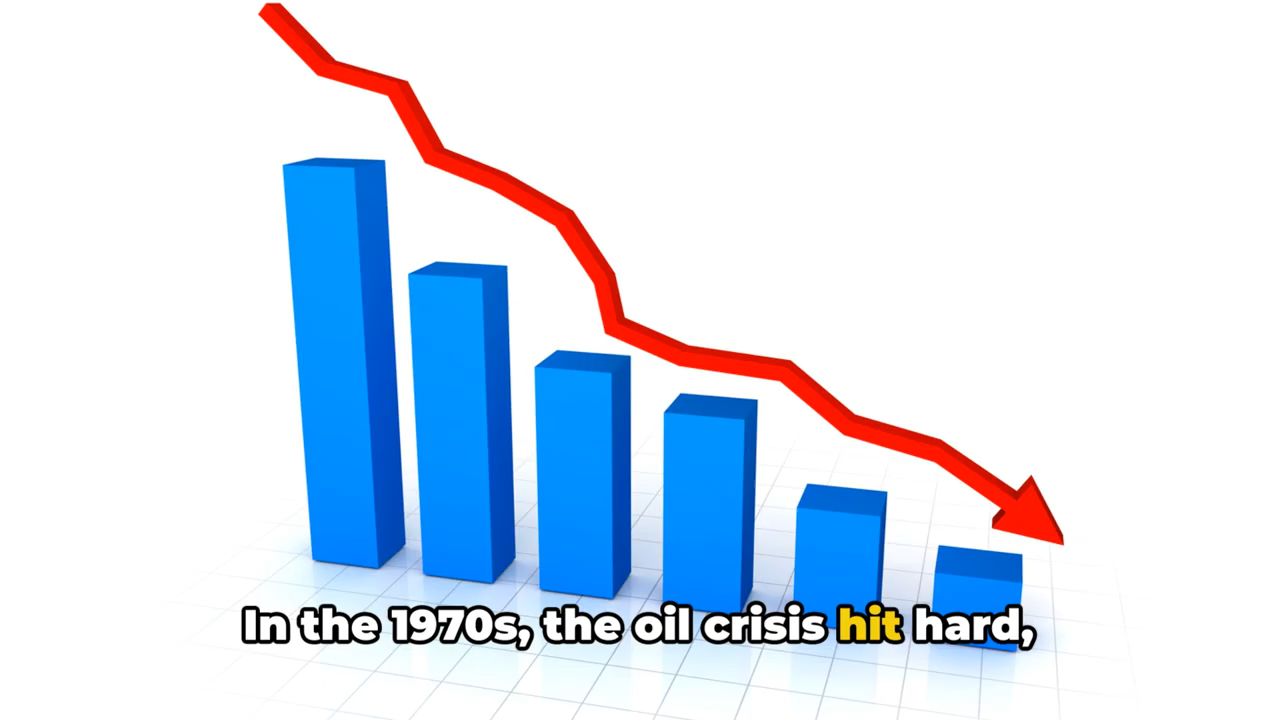 In the 1970s, the oil crisis hit hard,